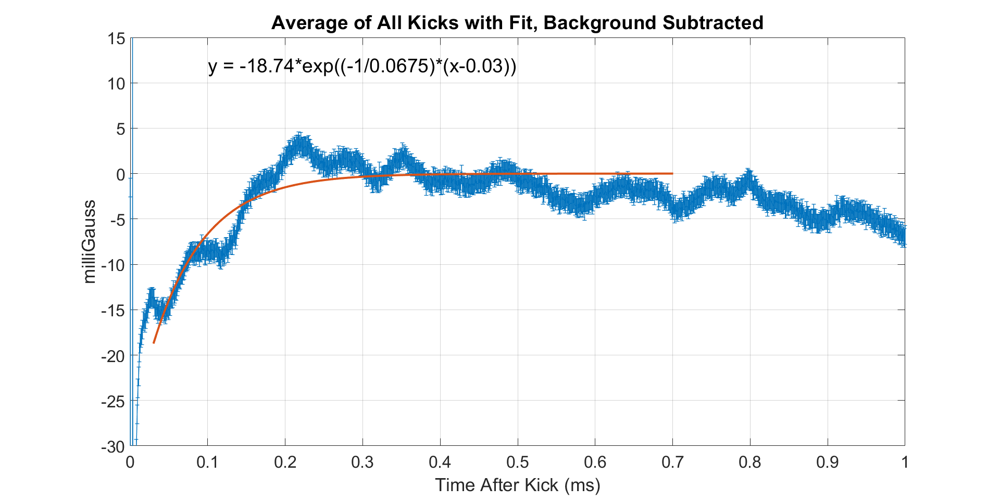 Average of All Kicks with Fit, Background Subtracted
y = -18.74*exp((-1/0.0675)*(x-0.03))
15
10
5
0
-5
-10
-15
-20
-25
-30
milliGauss
0 0.1 0.2 0.3 0.4 0.5 0.6 0.7 0.8 0.9 1
Time After Kick (ms)